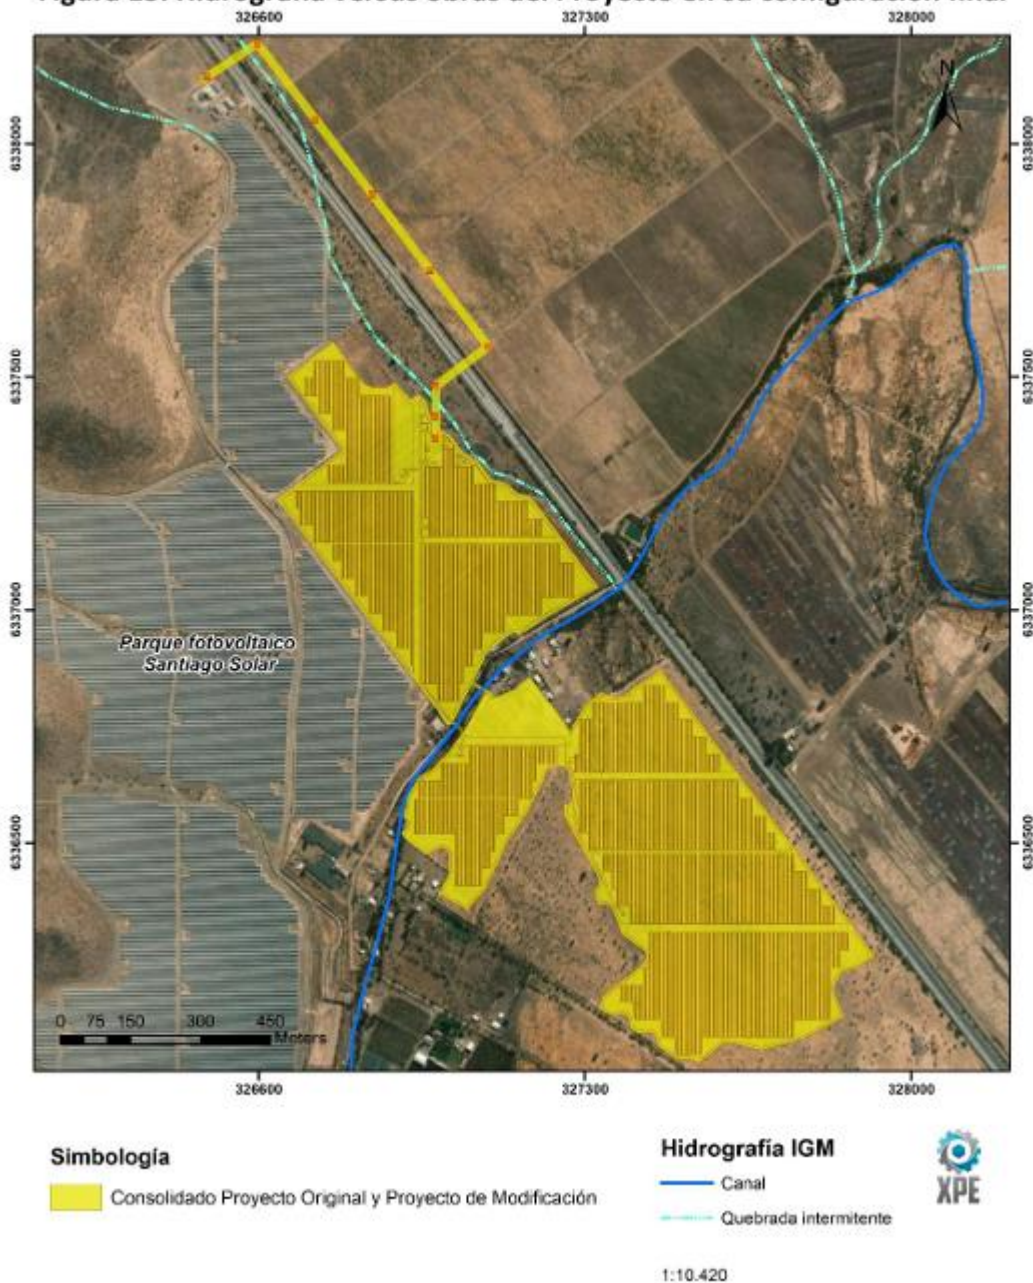 326600
327300
328000
N
6338000
6338000
6337500
6337500
6337000
6337000
Parque fotovoltaico
Santiago Solar
6336500
6336500
0 75 150 300 450
Meters
326600
327300
328000
Simbología
Consolidado Proyecto Original y Proyecto de Modificación
Hidrografía IGM
Canal
Quebrada intermitente
XPE
1:10.420